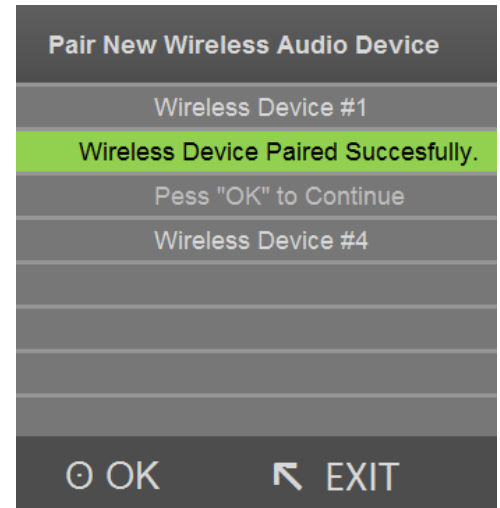 Pair New Wireless Audio Device
Wireless Device #1
Wireless Device Paired Succesfully.
Pess "OK" to Continue
Wireless Device #4
⊙ OK ↖ EXIT